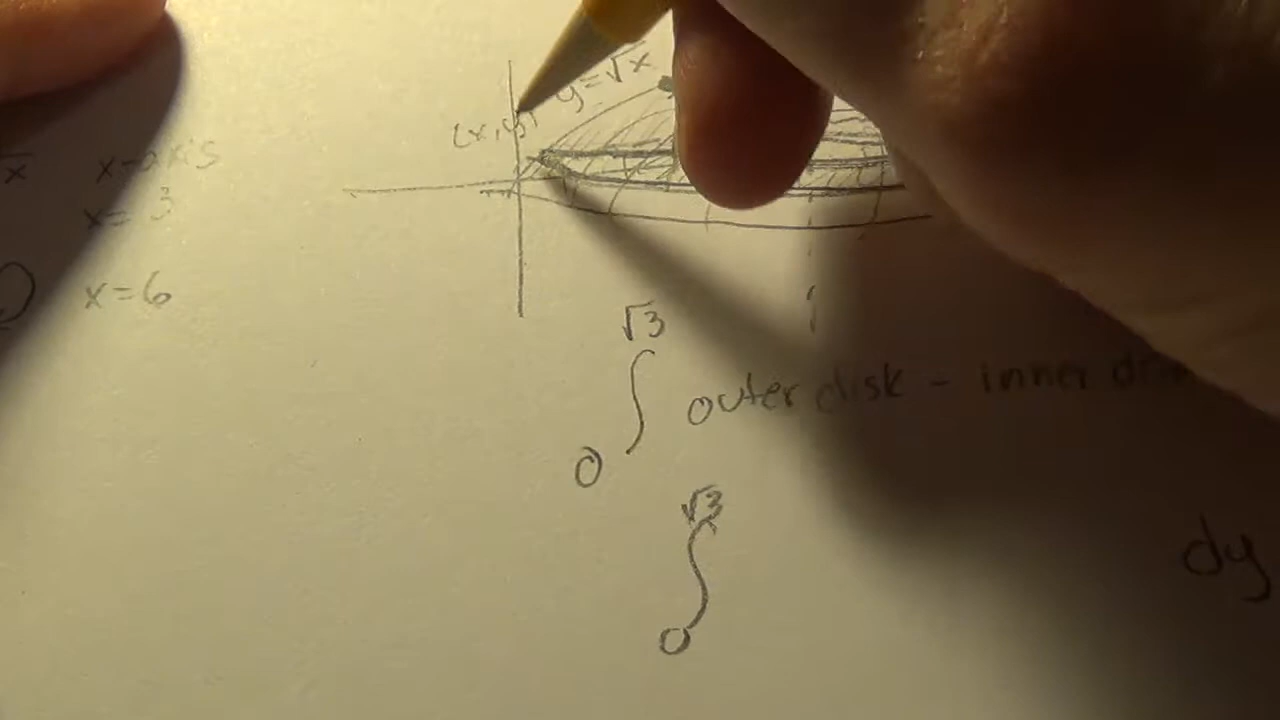 y=√x
(x,y)
√x x-axis
x=3
x=6
√3
∫ outer disk - inner
0
√3
∫ dy
0